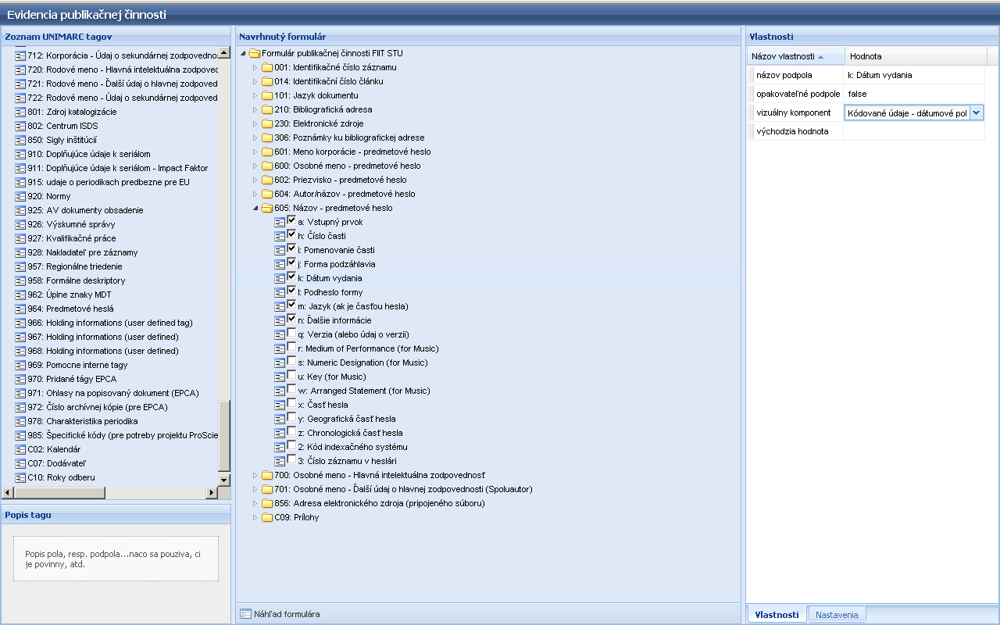 Evidencia publikačnej činnosti
Zoznam UNIMARC tagov
712: Korporácia - Údaj o sekundárnej zodpovedno
720: Rodové meno - Hlavná intelektuálna zodpovec
721: Rodové meno - Ďalší údaj o hlavnej zodpoved
722: Rodové meno - Údaj o sekundárnej zodpoved
801: Zdroj katalogizácie
802: Centrum ISDS
850: Sigly inštitúcií
910: Doplňujúce údaje k seriálom
911: Doplňujúce údaje k seriálom - Impact Faktor
915: udaje o periodikach predbezne pre EU
920: Normy
925: AV dokumenty obsadenie
926: Výskumné správy
927: Kvalifikačné práce
928: Nakladateľ pre záznamy
957: Regionálne triedenie
958: Formálne deskriptory
962: Úplne znaky MDT
964: Predmetové heslá
966: Holding informations (user defined tag)
967: Holding informations (user defined)
968: Holding informations (user defined)
969: Pomocne interne tagy
970: Pridané tágy EPCA
971: Ohlasy na popisovaný dokument (EPCA)
972: Číslo archívnej kópie (pre EPCA)
978: Charakteristika periodika
985: Špecifické kódy (pre potreby projektu ProScie
C02: Kalendár
C07: Dodávateľ
C10: Roky odberu
Popis tagu
Popis pola, resp. podpola...naco sa pouziva, ci
je povinny, atd.
Navrhnutý formulár
Formulár publikačnej činnosti FIIT STU
001: Identifikačné číslo záznamu
014: Identifikační číslo článku
101: Jazyk dokumentu
210: Bibliografická adresa
230: Elektronické zdroje
306: Poznámky ku bibliografickej adrese
601: Meno korporácie - predmetové heslo
600: Osobné meno - predmetové heslo
602: Priezvisko - predmetové heslo
604: Autor/názov - predmetové heslo
605: Názov - predmetové heslo
a: Vstupný prvok
h: Číslo časti
i: Pomenovanie časti
j: Forma podzáhlavia
k: Dátum vydania
l: Podheslo formy
m: Jazyk (ak je časťou hesla)
n: Ďalšie informácie
q: Verzia (alebo údaj o verzii)
r: Medium of Performance (for Music)
s: Numeric Designation (for Music)
u: Key (for Music)
w: Arranged Statement (for Music)
x: Časť hesla
y: Geografická časť hesla
z: Chronologická časť hesla
2: Kód indexačného systému
3: Číslo záznamu v heslári
700: Osobné meno - Hlavná intelektuálna zodpovednosť
701: Osobné meno - Ďalší údaj o hlavnej zodpovednosti (Spoluautor)
856: Adresa elektronického zdroja (pripojeného súboru)
C09: Prílohy
Náhľad formulára
Vlastnosti
Názov vlastnosti Hodnota
názov podpola k: Dátum vydania
opakovateľné podpole false
vizuálny komponent Kódované údaje - dátumové pol
východzia hodnota
Vlastnosti Nastavenia